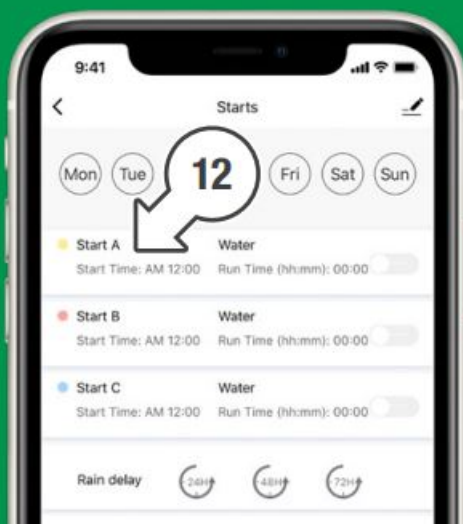 9:41
Starts
Mon Tue 12 Fri Sat Sun
Start A Water
Start Time: AM 12:00 Run Time (hh:mm): 00:00
Start B Water
Start Time: AM 12:00 Run Time (hh:mm): 00:00
Start C Water
Start Time: AM 12:00 Run Time (hh:mm): 00:00
Rain delay 24H 48H 72H